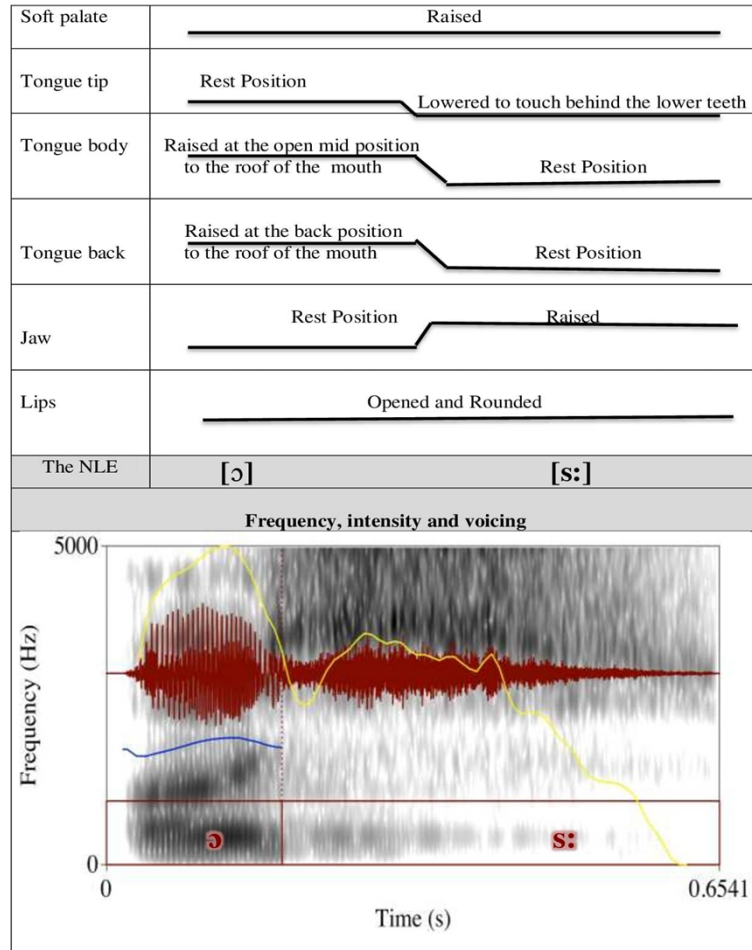 Soft palate
Raised
Tongue tip
Rest Position
Lowered to touch behind the lower teeth
Tongue body
Raised at the open mid position
to the roof of the mouth
Rest Position
Tongue back
Raised at the back position
to the roof of the mouth
Rest Position
Jaw
Rest Position
Raised
Lips
Opened and Rounded
The NLE
[ɔ]
[s:]
Frequency, intensity and voicing
5000
Frequency (Hz)
ɔ
s:
0
0
0.6541
Time (s)